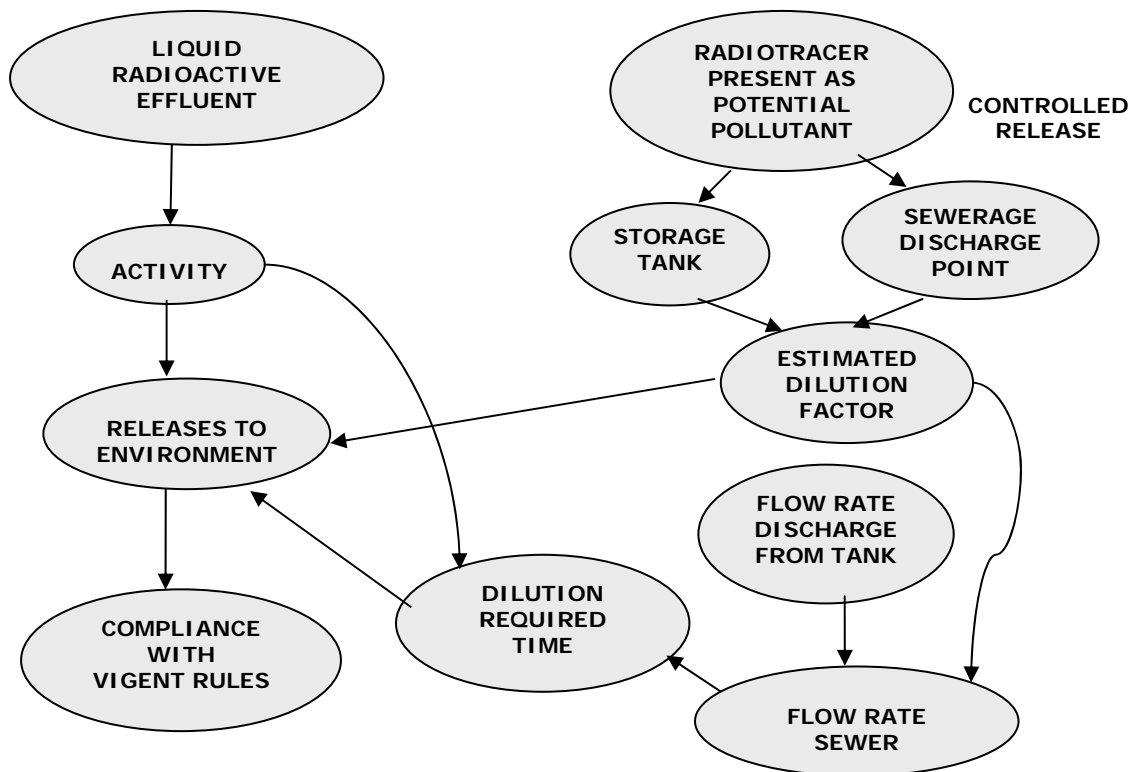 LIQUID
RADIOACTIVE
EFFLUENT
RADIOTRACER
PRESENT AS
POTENTIAL
POLLUTANT
CONTROLLED
RELEASE
STORAGE
TANK
SEWERAGE
DISCHARGE
POINT
ACTIVITY
ESTIMATED
DILUTION
FACTOR
RELEASES TO
ENVIRONMENT
FLOW RATE
DISCHARGE
FROM TANK
DILUTION
REQUIRED
TIME
COMPLIANCE
WITH
VIGENT RULES
FLOW RATE
SEWER